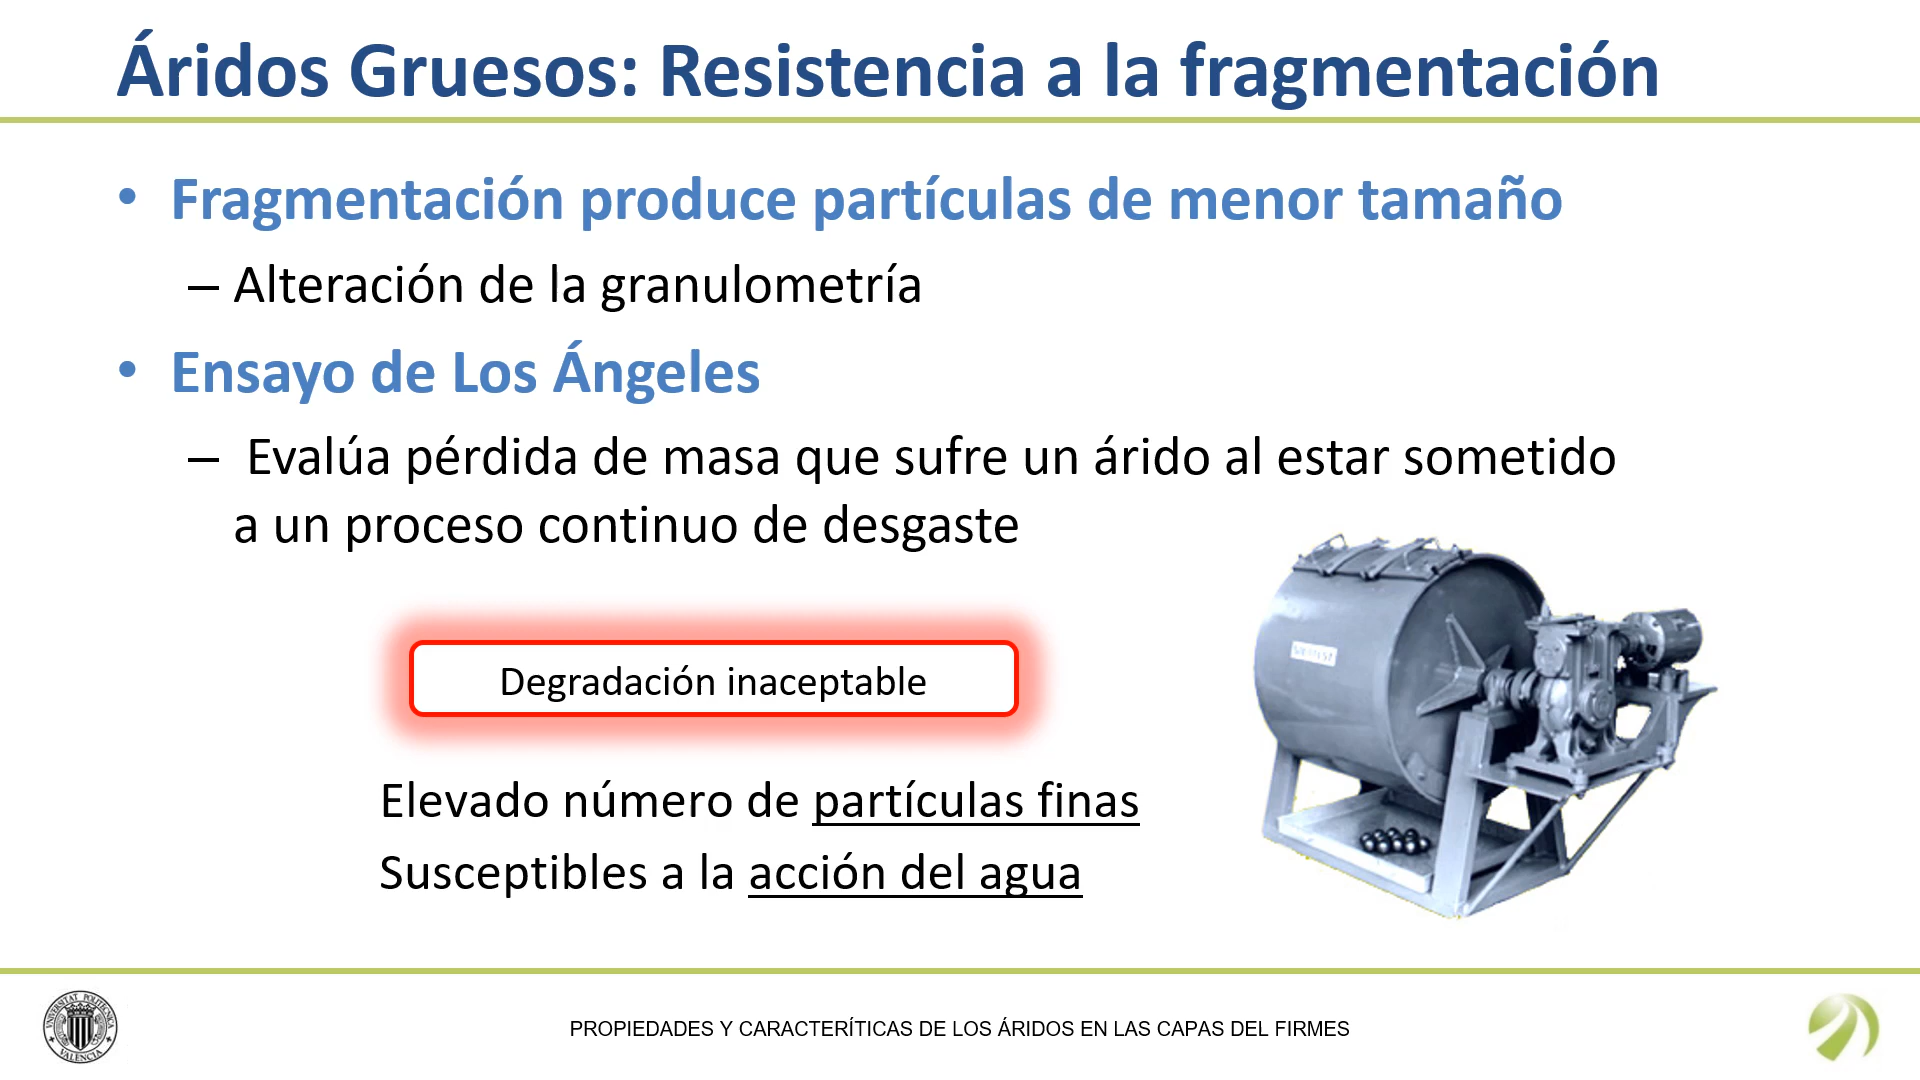 Áridos Gruesos: Resistencia a la fragmentación
• Fragmentación produce partículas de menor tamaño
– Alteración de la granulometría
• Ensayo de Los Ángeles
– Evalúa pérdida de masa que sufre un árido al estar sometido
a un proceso continuo de desgaste
Degradación inaceptable
Elevado número de partículas finas
Susceptibles a la acción del agua
UNIVERSITAT POLITECNICA
VALENCIA
PROPIEDADES Y CARACTERÍTICAS DE LOS ÁRIDOS EN LAS CAPAS DEL FIRMES